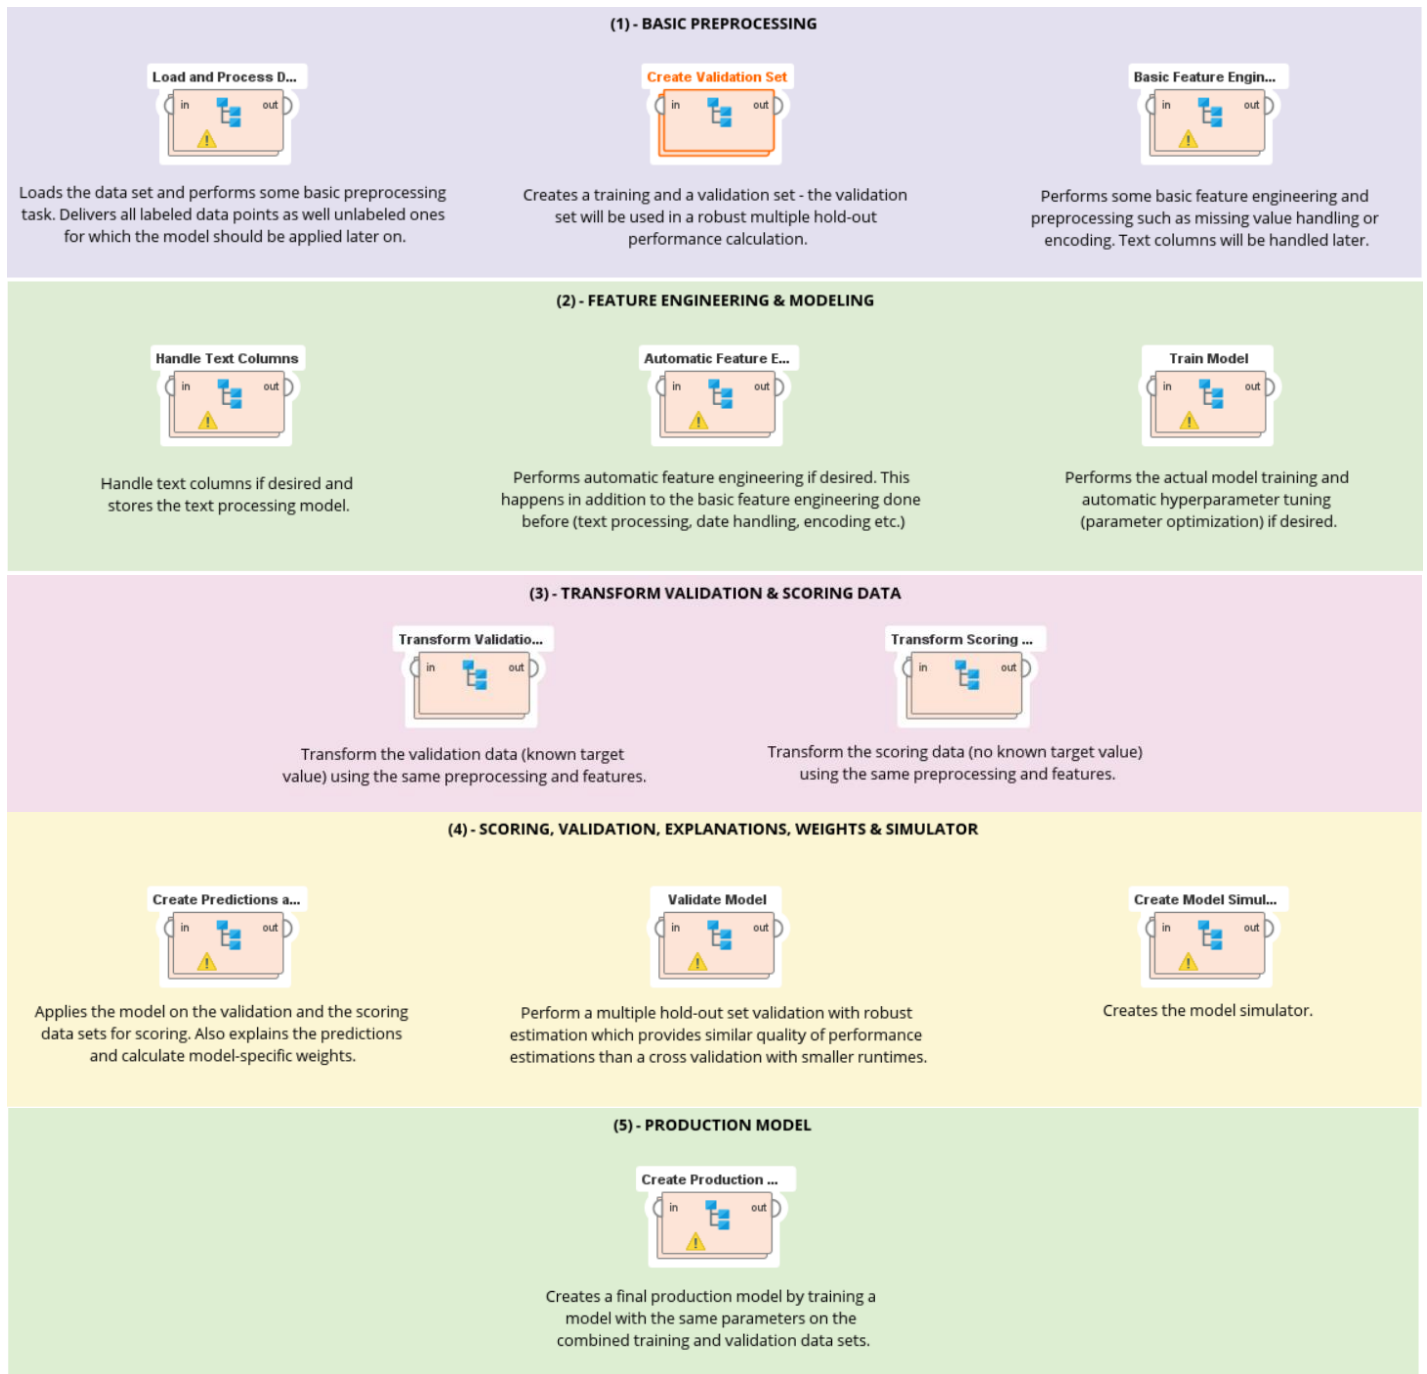 (1) - BASIC PREPROCESSING
Load and Process D...
in out
Loads the data set and performs some basic preprocessing
task. Delivers all labeled data points as well unlabeled ones
for which the model should be applied later on.
Create Validation Set
in out
Creates a training and a validation set - the validation
set will be used in a robust multiple hold-out
performance calculation.
Basic Feature Engin...
in out
Performs some basic feature engineering and
preprocessing such as missing value handling or
encoding. Text columns will be handled later.
(2) - FEATURE ENGINEERING & MODELING
Handle Text Columns
in out
Handle text columns if desired and
stores the text processing model.
Automatic Feature E...
in out
Performs automatic feature engineering if desired. This
happens in addition to the basic feature engineering done
before (text processing, date handling, encoding etc.)
Train Model
in out
Performs the actual model training and
automatic hyperparameter tuning
(parameter optimization) if desired.
(3) - TRANSFORM VALIDATION & SCORING DATA
Transform Validatio...
in out
Transform the validation data (known target
value) using the same preprocessing and features.
Transform Scoring ...
in out
Transform the scoring data (no known target value)
using the same preprocessing and features.
(4) - SCORING, VALIDATION, EXPLANATIONS, WEIGHTS & SIMULATOR
Create Predictions a...
in out
Applies the model on the validation and the scoring
data sets for scoring. Also explains the predictions
and calculate model-specific weights.
Validate Model
in out
Perform a multiple hold-out set validation with robust
estimation which provides similar quality of performance
estimations than a cross validation with smaller runtimes.
Create Model Simul...
in out
Creates the model simulator.
(5) - PRODUCTION MODEL
Create Production ...
in out
Creates a final production model by training a
model with the same parameters on the
combined training and validation data sets.